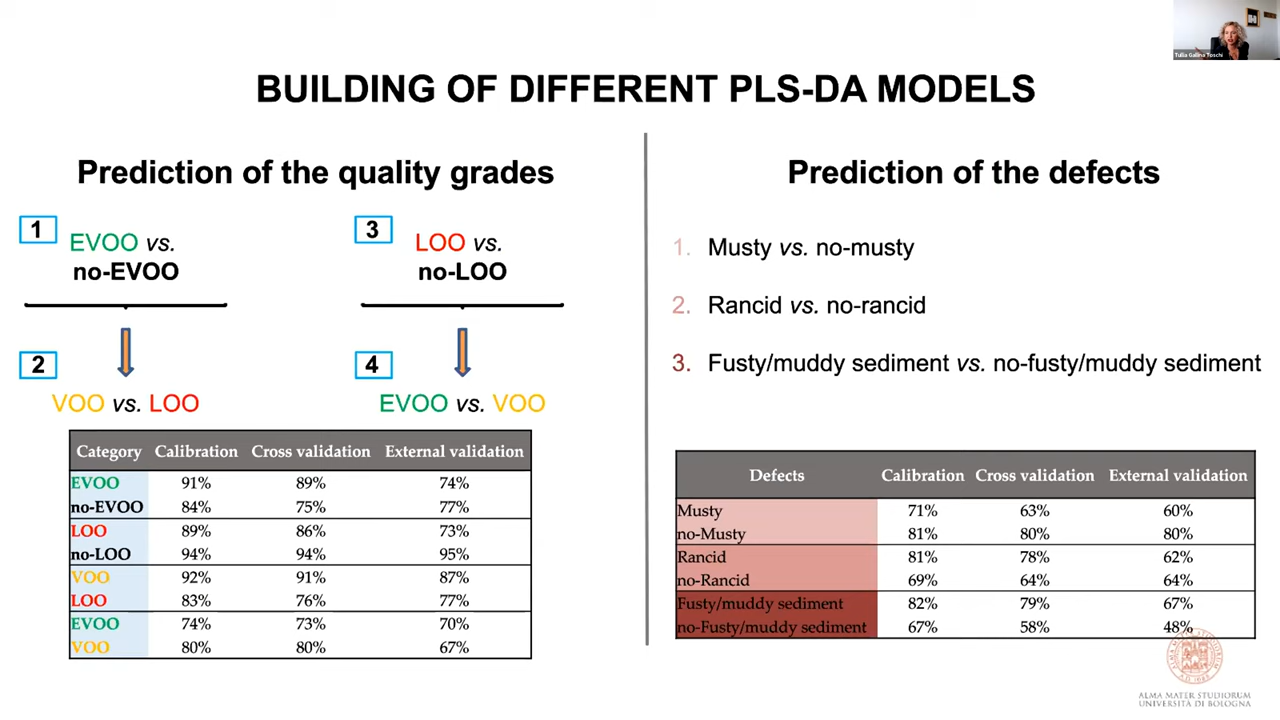 Tullia Gallina Toschi
BUILDING OF DIFFERENT PLS-DA MODELS
Prediction of the quality grades
1
EVOO vs.
no-EVOO
3
LOO vs.
no-LOO
2
VOO vs. LOO
4
EVOO vs. VOO
Category Calibration Cross validation External validation
EVOO 91% 89% 74%
no-EVOO 84% 75% 77%
LOO 89% 86% 73%
no-LOO 94% 94% 95%
VOO 92% 91% 87%
LOO 83% 76% 77%
EVOO 74% 73% 70%
VOO 80% 80% 67%
Prediction of the defects
1. Musty vs. no-musty
2. Rancid vs. no-rancid
3. Fusty/muddy sediment vs. no-fusty/muddy sediment
Defects Calibration Cross validation External validation
Musty 71% 63% 60%
no-Musty 81% 80% 80%
Rancid 81% 78% 62%
no-Rancid 69% 64% 64%
Fusty/muddy sediment 82% 79% 67%
no-Fusty/muddy sediment 67% 58% 48%
ALMA MATER STUDIORUM
UNIVERSITÀ DI BOLOGNA